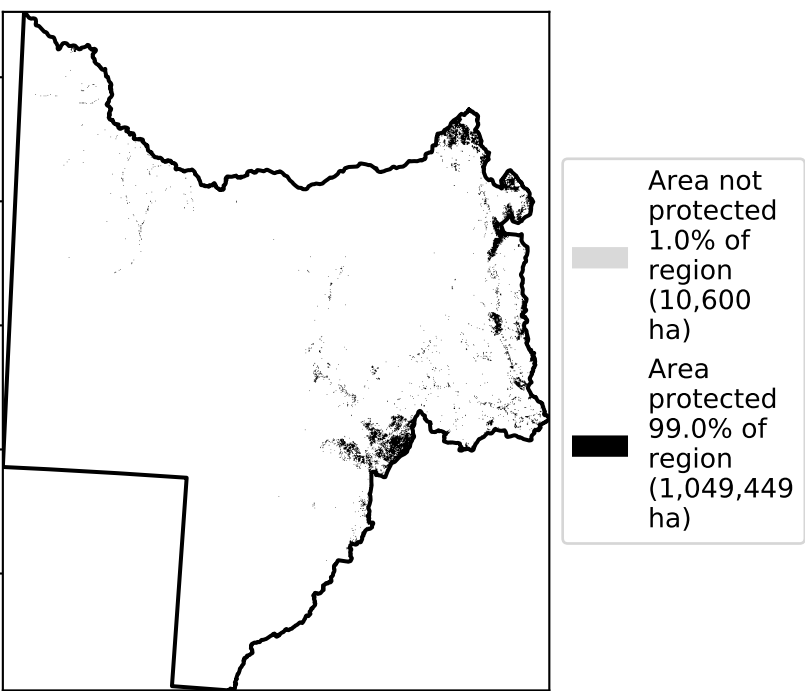 Area not
protected
1.0% of
region
(10,600
ha)
Area
protected
99.0% of
region
(1,049,449
ha)